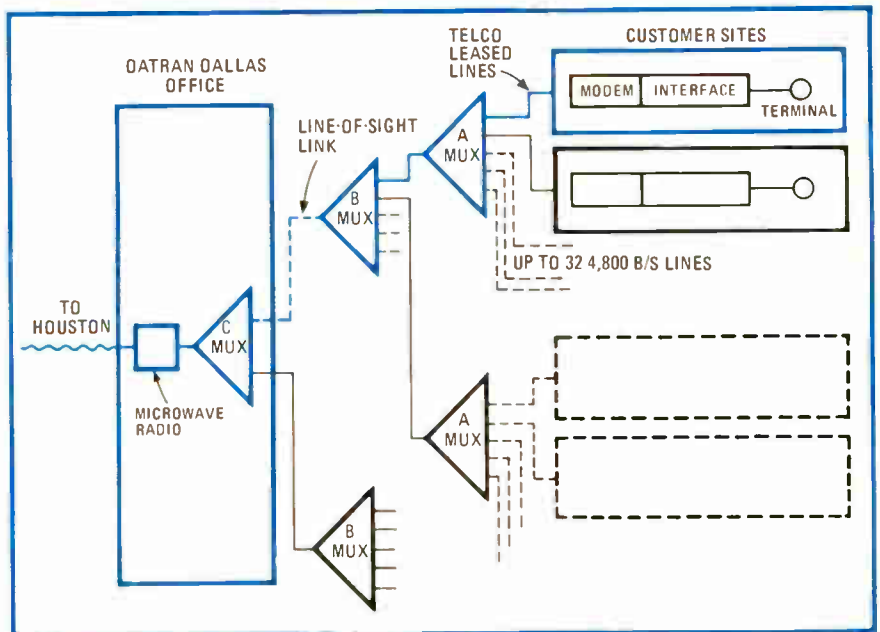 DATRAN DALLAS
OFFICE
TELCO
LEASED
LINES
CUSTOMER SITES
MODEM
INTERFACE
TERMINAL
LINE-OF-SIGHT
LINK
A
MUX
B
MUX
UP TO 32 4,800 B/S LINES
TO
HOUSTON
C
MUX
MICROWAVE
RADIO
A
MUX
B
MUX